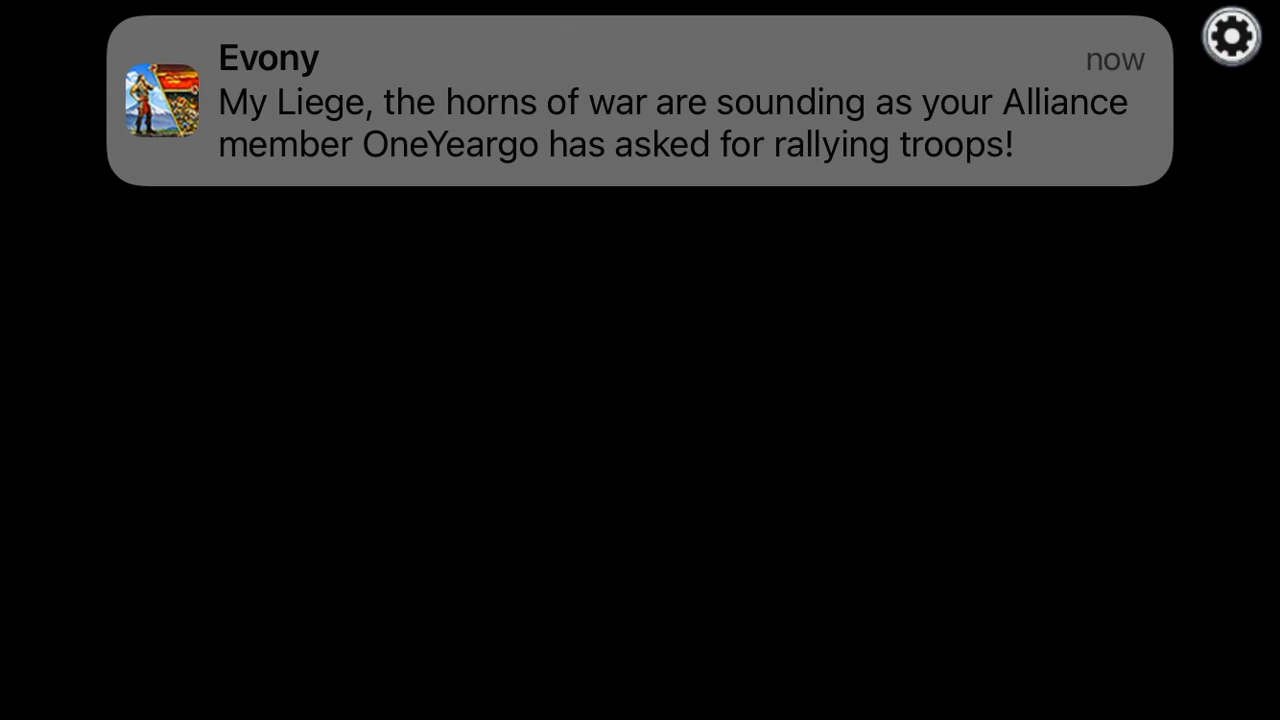 Evony
now
My Liege, the horns of war are sounding as your Alliance
member OneYeargo has asked for rallying troops!